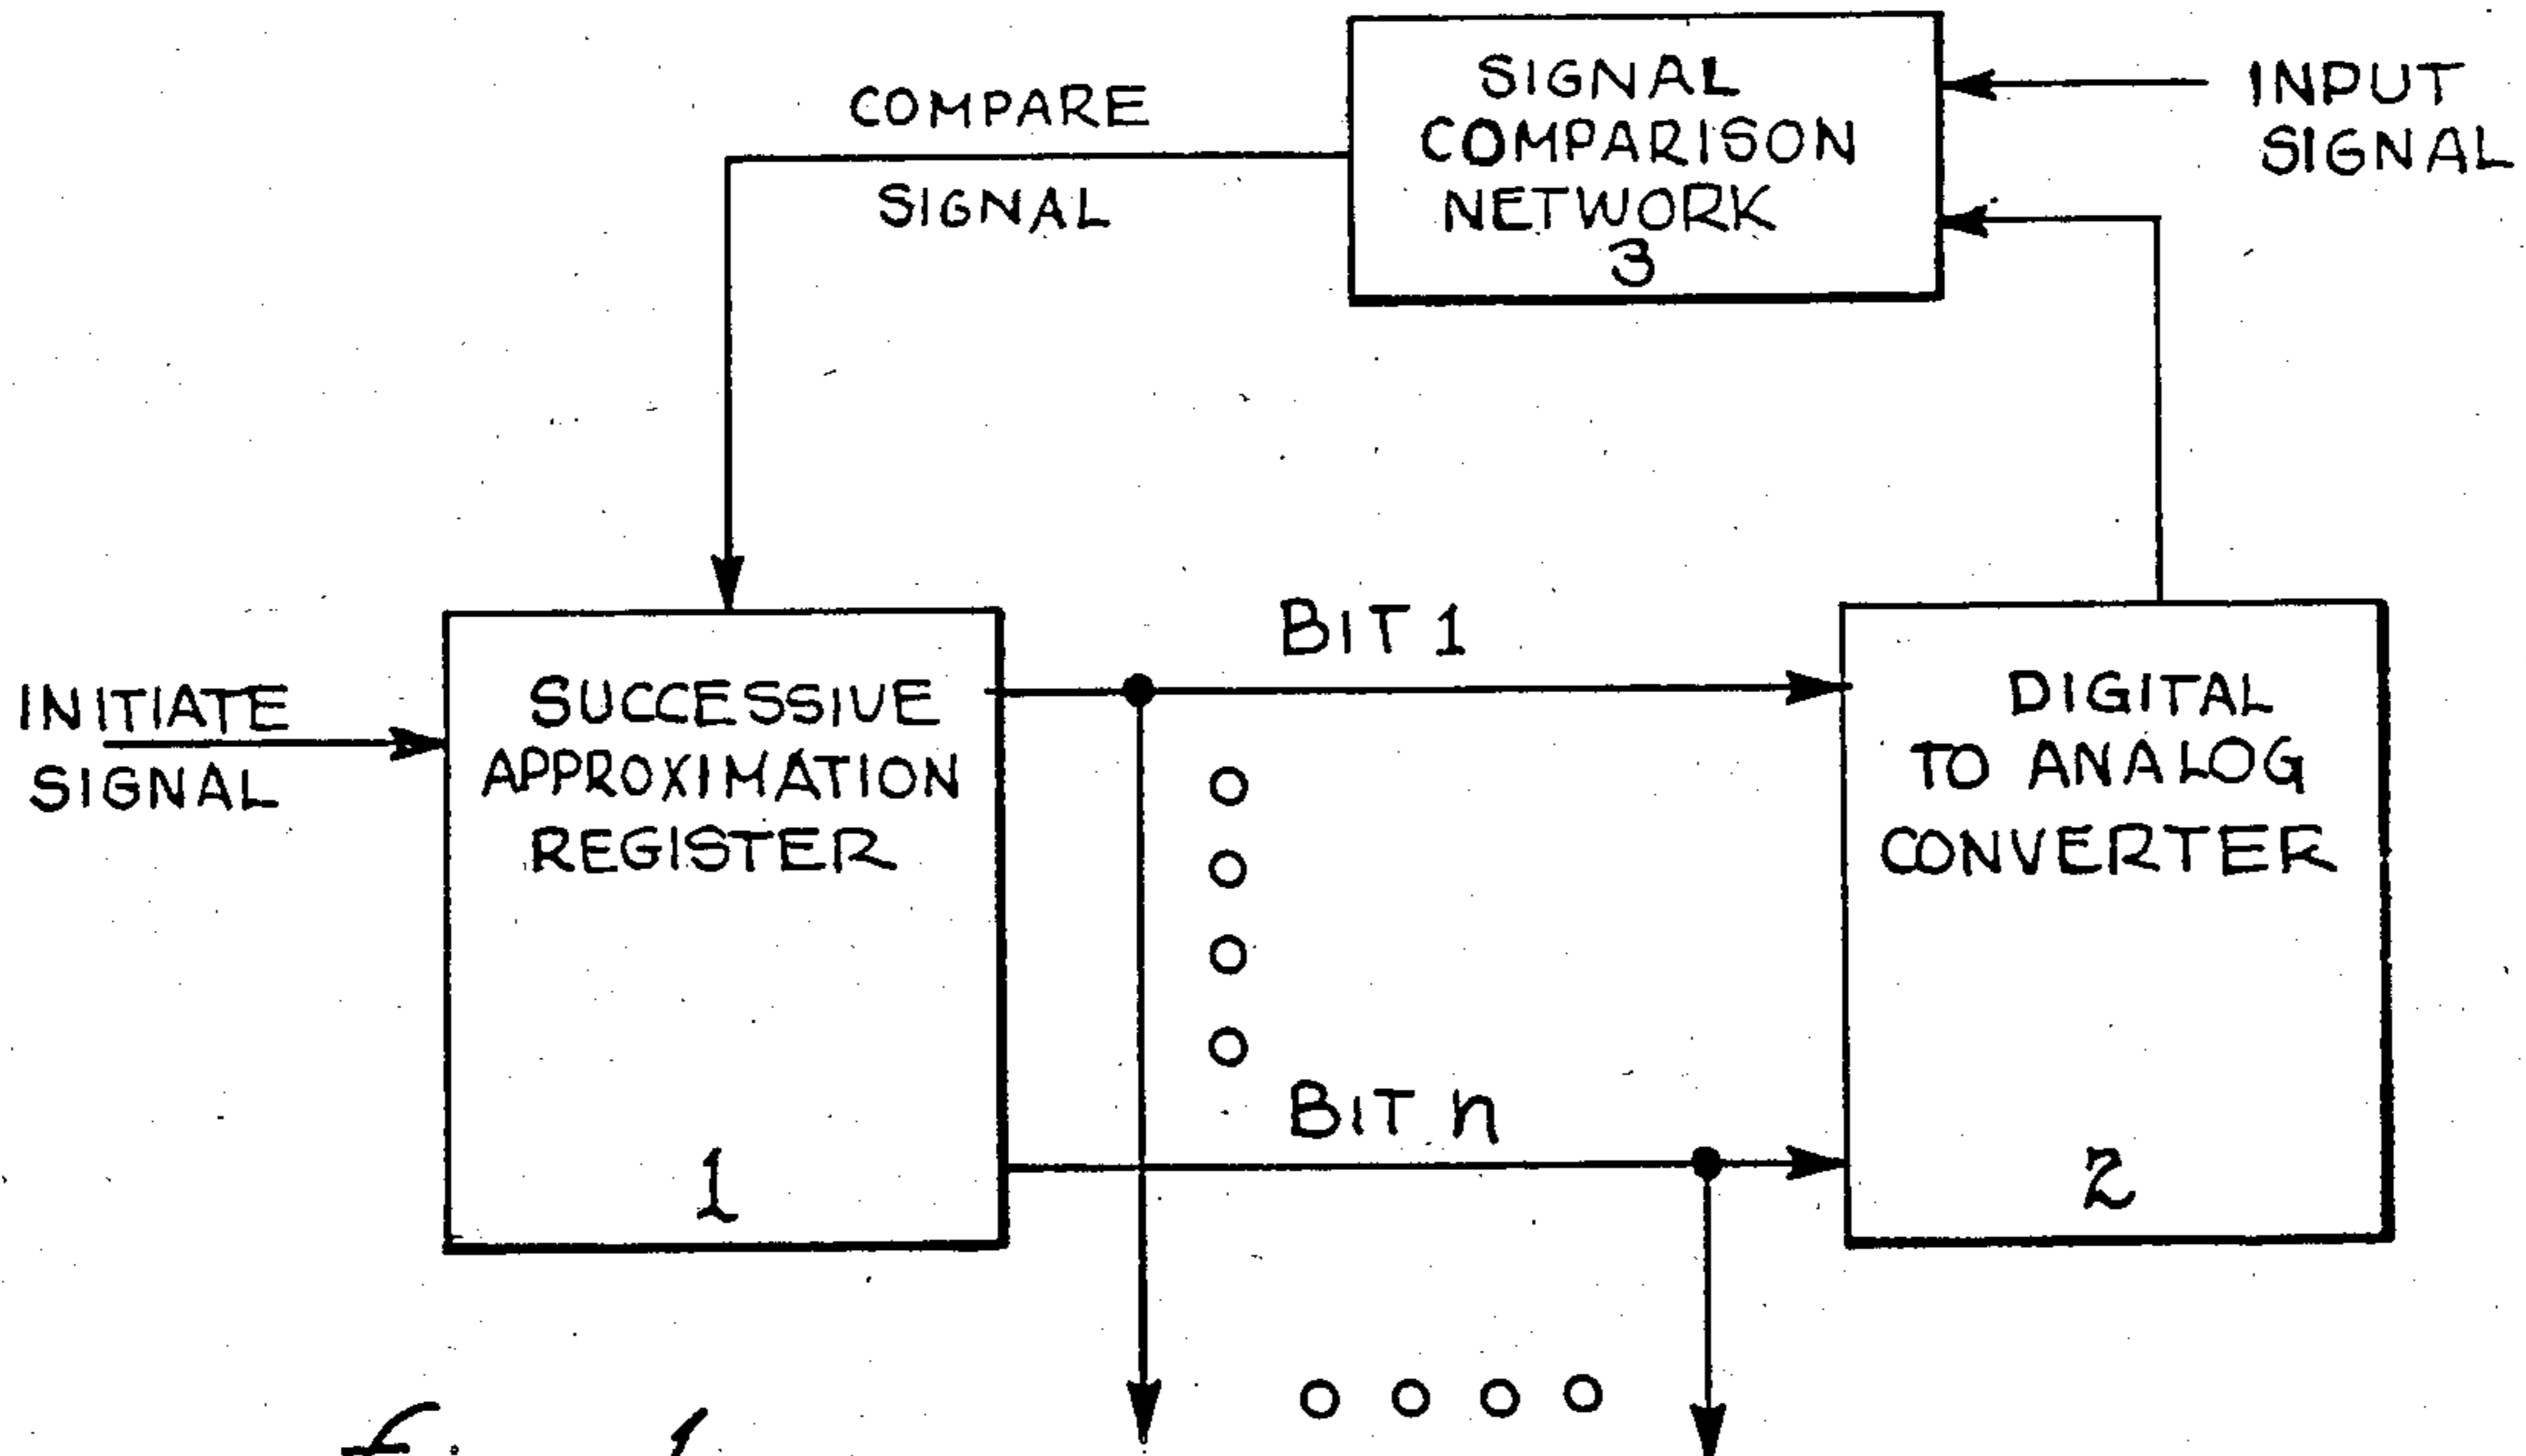 SIGNAL
COMPARISON
NETWORK
3
INPUT
SIGNAL
COMPARE
SIGNAL
INITIATE
SIGNAL
SUCCESSIVE
APPROXIMATION
REGISTER
1
BIT 1
BIT n
DIGITAL
TO ANALOG
CONVERTER
2